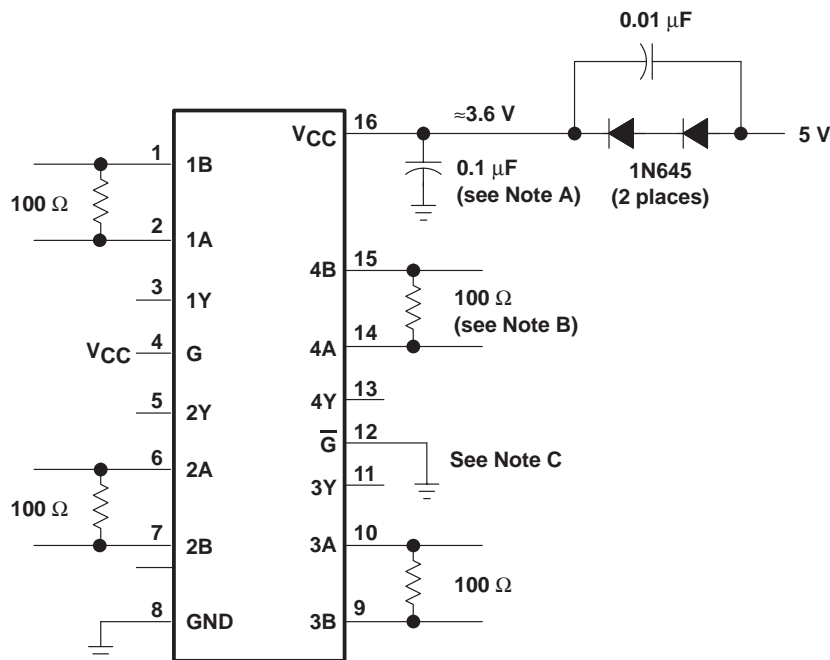 0.01 μF
16
VCC
≈3.6 V
5 V
1
1B
0.1 μF
(see Note A)
1N645
(2 places)
100 Ω
2
1A
15
4B
3
1Y
100 Ω
(see Note B)
14
4A
VCC
4
G
13
4Y
5
2Y
12
G̅
See Note C
6
2A
11
3Y
100 Ω
7
2B
10
3A
100 Ω
8
GND
9
3B